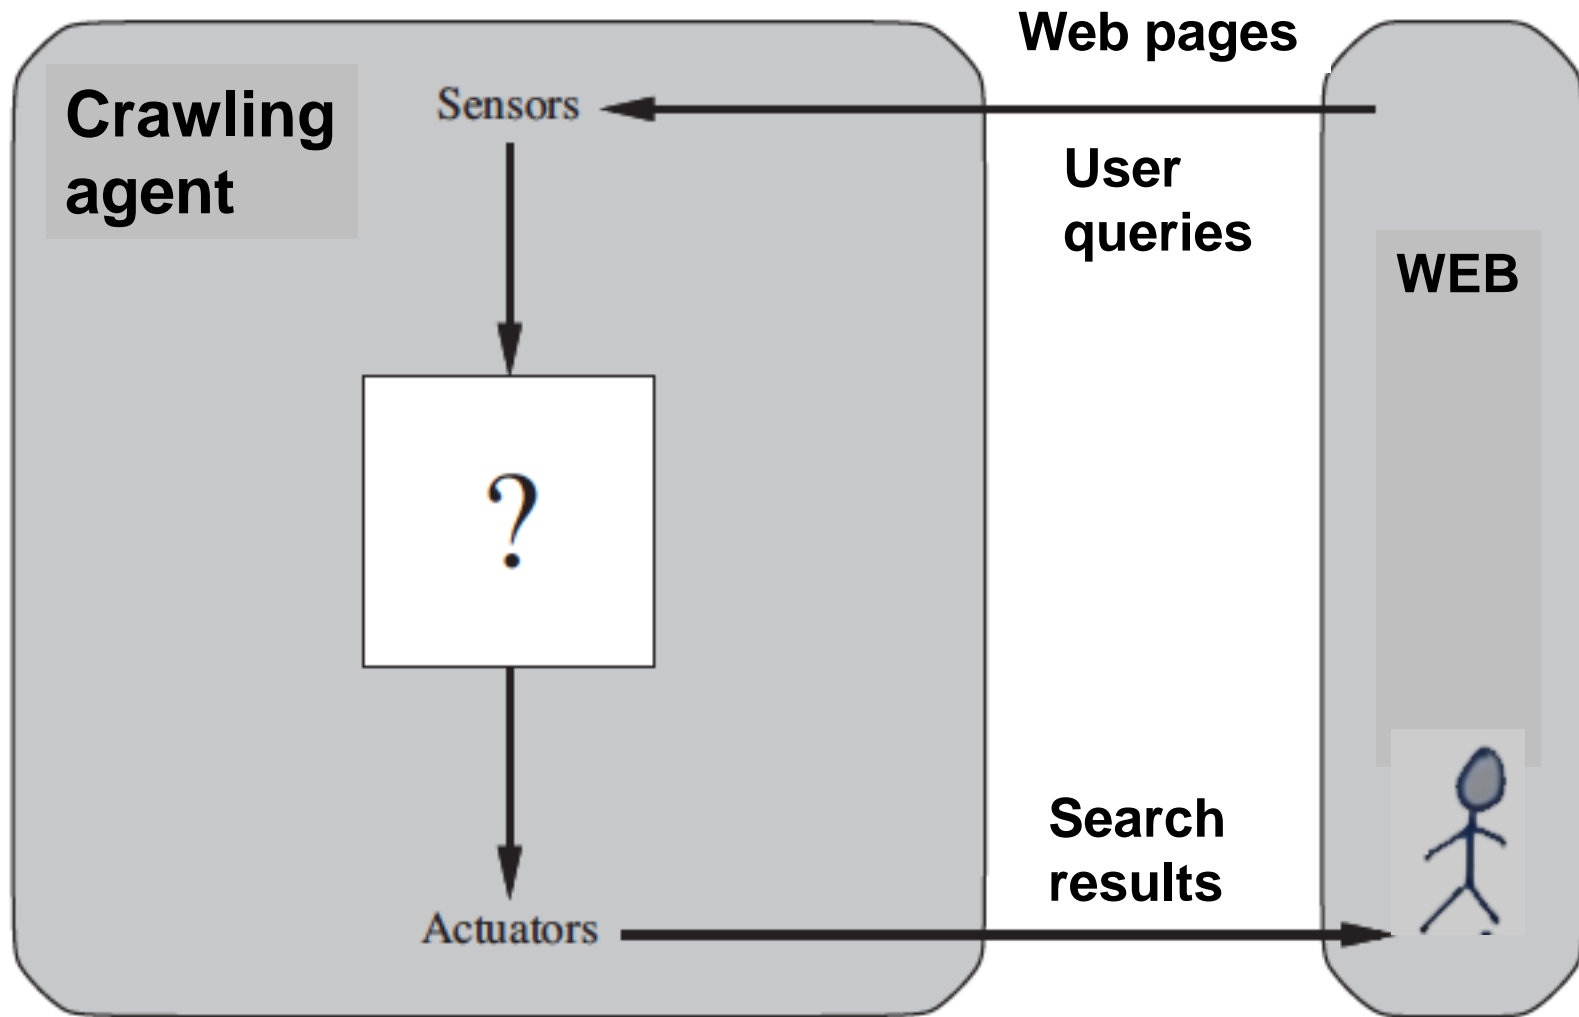 Web pages
Crawling
agent
Sensors
User
queries
WEB
?
Search
results
Actuators